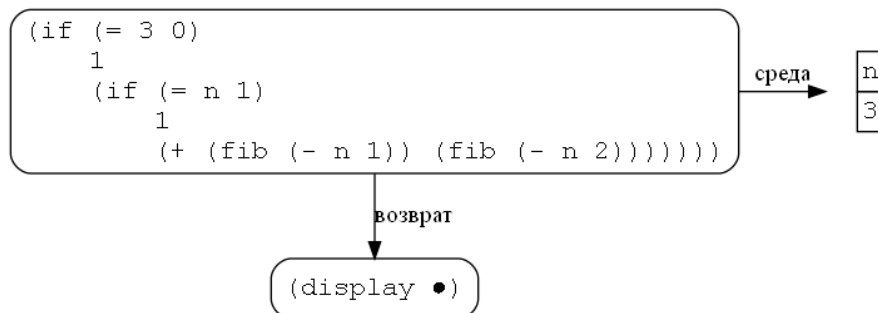 (if (= 3 0)
1
(if (= n 1)
1
(+ (fib (- n 1)) (fib (- n 2)))))))
среда
n
3
возврат
(display ●)